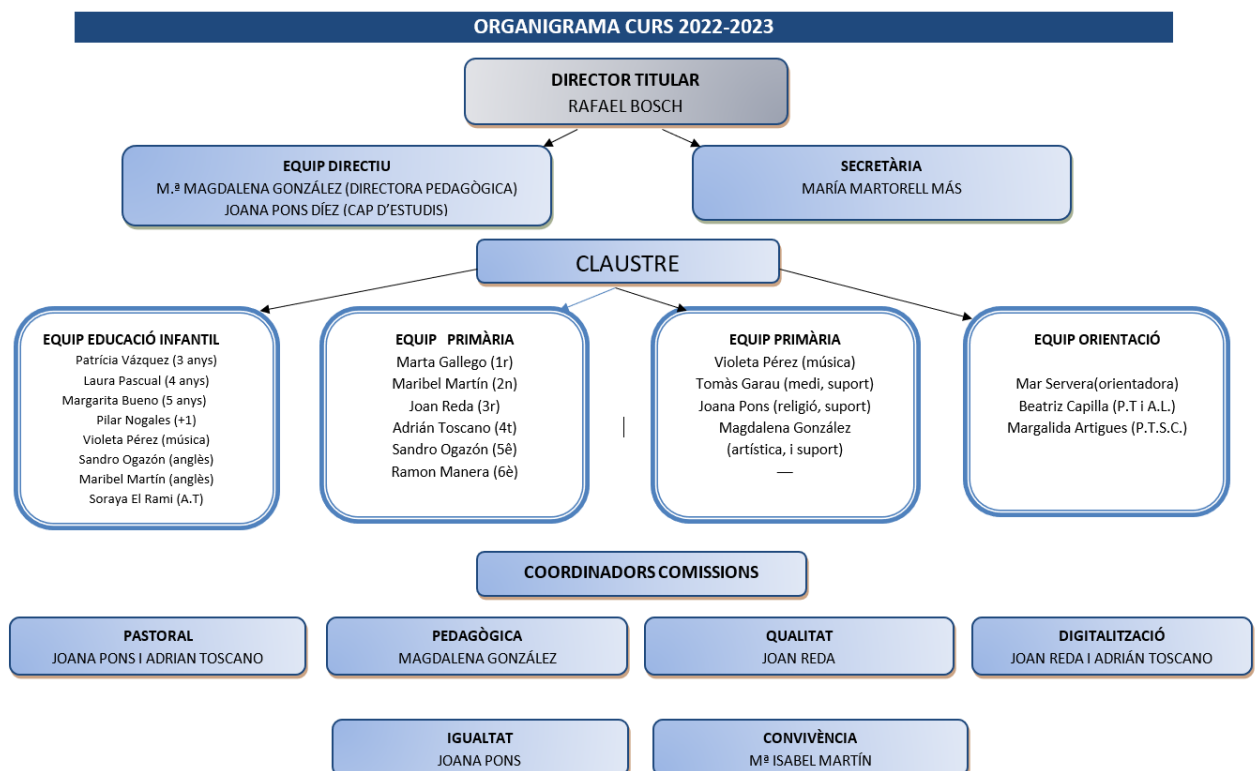 ORGANIGRAMA CURS 2022-2023
DIRECTOR TITULAR
RAFAEL BOSCH
EQUIP DIRECTIU
M.ª MAGDALENA GONZÁLEZ (DIRECTORA PEDAGÒGICA)
JOANA PONS DÍEZ (CAP D'ESTUDIS)
SECRETÀRIA
MARÍA MARTORELL MÁS
CLAUSTRE
EQUIP EDUCACIÓ INFANTIL
Patrícia Vázquez (3 anys)
Laura Pascual (4 anys)
Margarita Bueno (5 anys)
Pilar Nogales (+1)
Violeta Pérez (música)
Sandro Ogazón (anglès)
Maribel Martín (anglès)
Soraya El Rami (A.T)
EQUIP PRIMÀRIA
Marta Gallego (1r)
Maribel Martín (2n)
Joan Reda (3r)
Adrián Toscano (4t)
Sandro Ogazón (5ê)
Ramon Manera (6è)
EQUIP PRIMÀRIA
Violeta Pérez (música)
Tomàs Garau (medi, suport)
Joana Pons (religió, suport)
Magdalena González
(artística, i suport)
EQUIP ORIENTACIÓ
Mar Servera(orientadora)
Beatriz Capilla (P.T i A.L.)
Margalida Artigues (P.T.S.C.)
COORDINADORS COMISSIONS
PASTORAL
JOANA PONS I ADRIAN TOSCANO
PEDAGÒGICA
MAGDALENA GONZÁLEZ
QUALITAT
JOAN REDA
DIGITALITZACIÓ
JOAN REDA I ADRIÁN TOSCANO
IGUALTAT
JOANA PONS
CONVIVÈNCIA
Mª ISABEL MARTÍN